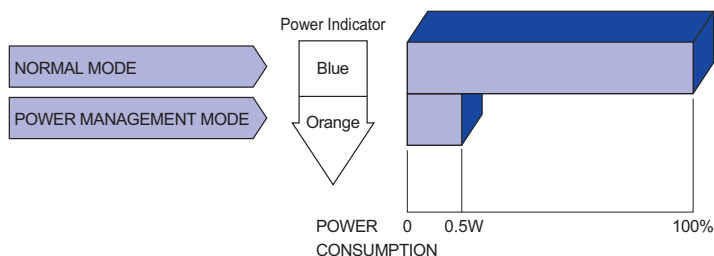 Power Indicator
NORMAL MODE
Blue
POWER MANAGEMENT MODE
Orange
POWER CONSUMPTION
0 0.5W 100%